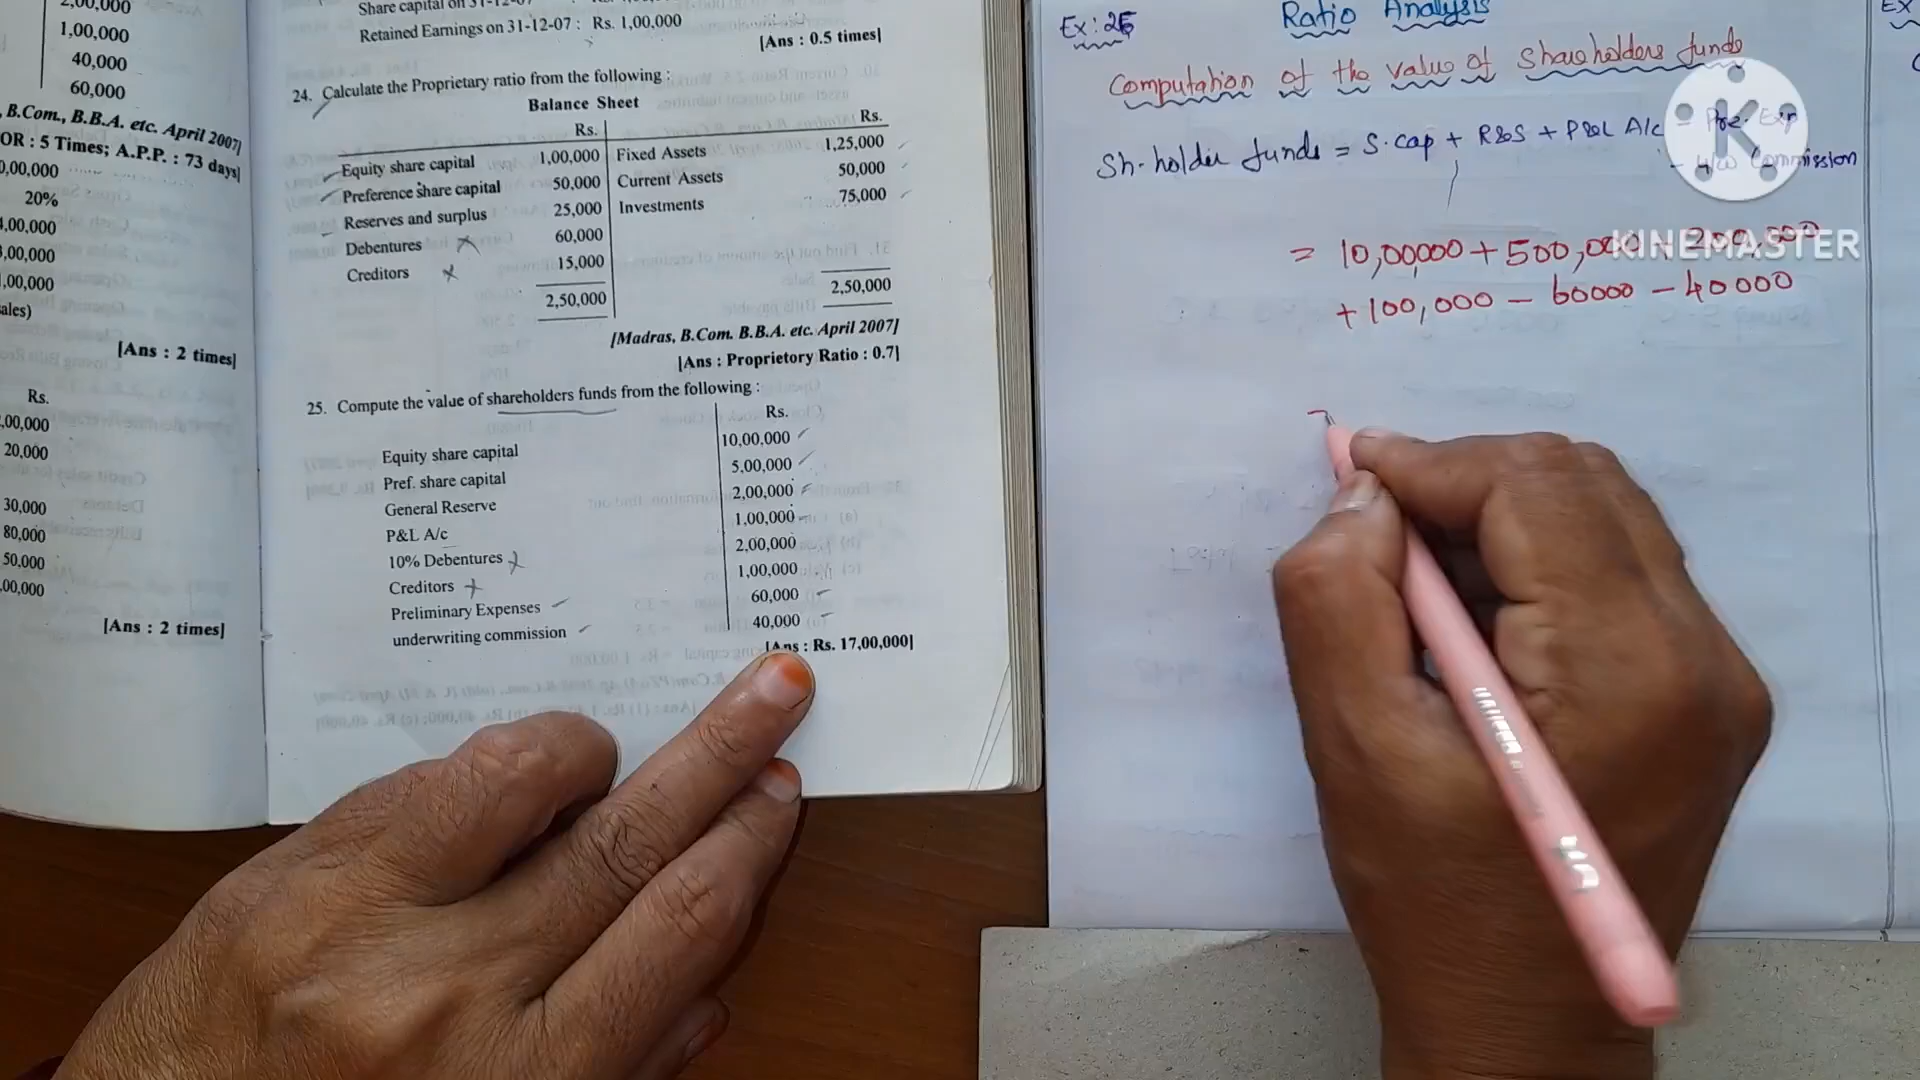 2,00,000
1,00,000
40,000
60,000
B.Com., B.B.A. etc. April 2007]
OR : 5 Times; A.P.P. : 73 days]
20%
[Ans : 2 times]
Rs.
20,000
30,000
80,000
50,000
[Ans : 2 times]
Share capital on 31-12-07 :
Retained Earnings on 31-12-07 : Rs. 1,00,000
[Ans : 0.5 times]
24. Calculate the Proprietary ratio from the following :
Balance Sheet
Rs. Rs.
Equity share capital 1,00,000 Fixed Assets 1,25,000
Preference share capital 50,000 Current Assets 50,000
Reserves and surplus 25,000 Investments 75,000
Debentures 60,000
Creditors 15,000
2,50,000 2,50,000
[Madras, B.Com. B.B.A. etc. April 2007]
[Ans : Proprietory Ratio : 0.7]
25. Compute the value of shareholders funds from the following :
Rs.
Equity share capital 10,00,000
Pref. share capital 5,00,000
General Reserve 2,00,000
P&L A/c 1,00,000
10% Debentures 2,00,000
Creditors 1,00,000
Preliminary Expenses 60,000
underwriting commission 40,000
[Ans : Rs. 17,00,000]
Ex: 25
Ratio Analysis
Computation of the value of Shareholders funds
Sh. holder funds = S. cap + R&S + P&L A/c - Pre. Exp
- u/w Commission
= 10,00000 + 500,000 + 200,000
+ 100,000 - 60000 - 40000
KINEMASTER
Ex